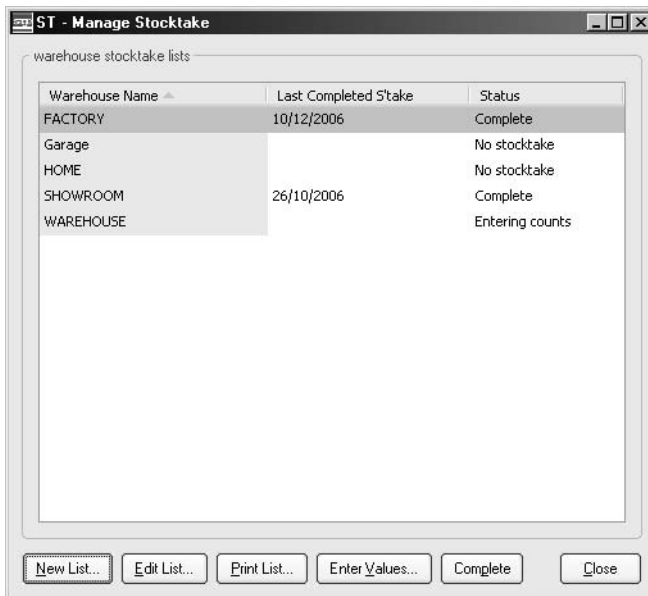 ST - Manage Stocktake
warehouse stocktake lists
Warehouse Name Last Completed S'take Status
FACTORY 10/12/2006 Complete
Garage No stocktake
HOME No stocktake
SHOWROOM 26/10/2006 Complete
WAREHOUSE Entering counts
New List... Edit List... Print List... Enter Values... Complete Close